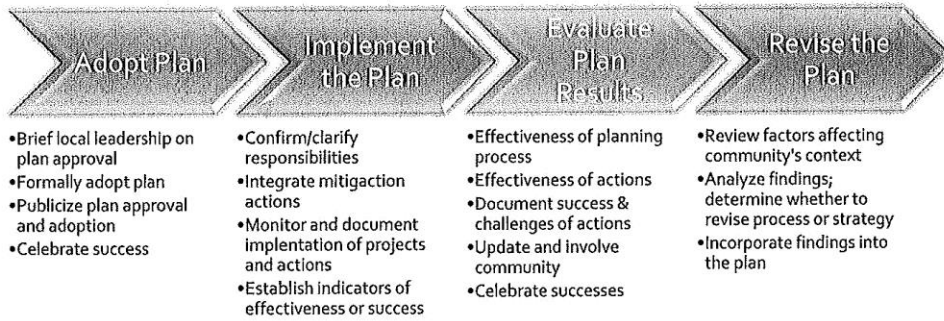 Adopt Plan
Implement
the Plan
Evaluate
Plan
Results
Revise the
Plan
•Brief local leadership on
plan approval
•Formally adopt plan
•Publicize plan approval
and adoption
•Celebrate success
•Confirm/clarify
responsibilities
•Integrate mitigaction
actions
•Monitor and document
implentation of projects
and actions
•Establish indicators of
effectiveness or success
•Effectiveness of planning
process
•Effectiveness of actions
•Document success &
challenges of actions
•Update and involve
community
•Celebrate successes
•Review factors affecting
community's context
•Analyze findings;
determine whether to
revise process or strategy
•Incorporate findings into
the plan